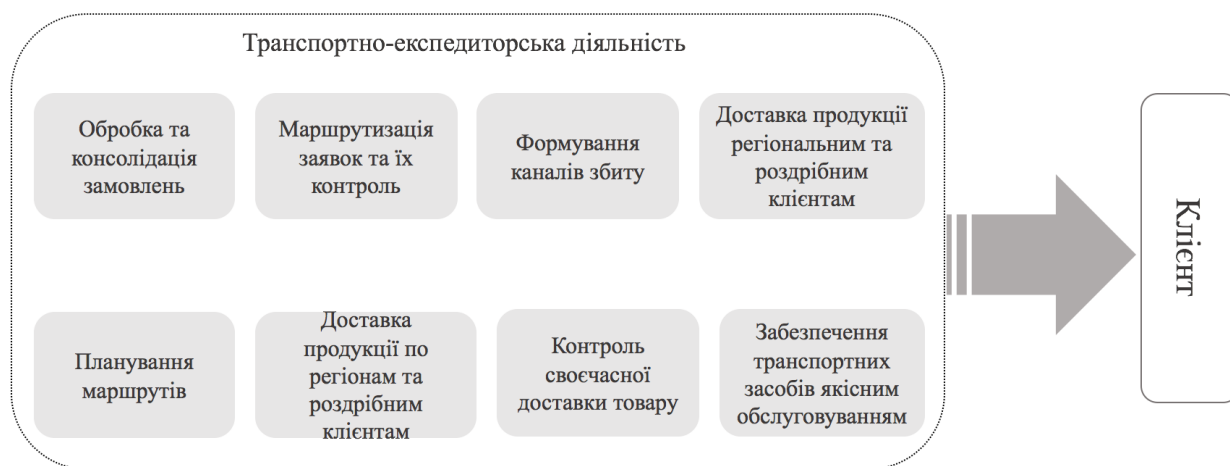 Транспортно-експедиторська діяльність
Обробка та
консолідація
замовлень
Маршрутизація
заявок та їх
контроль
Формування
каналів збиту
Доставка продукції
регіональним та
роздрібним
клієнтам
Планування
маршрутів
Доставка
продукції по
регіонам та
роздрібним
клієнтам
Контроль
своєчасної
доставки товару
Забезпечення
транспортних
засобів якісним
обслуговуванням
Клієнт